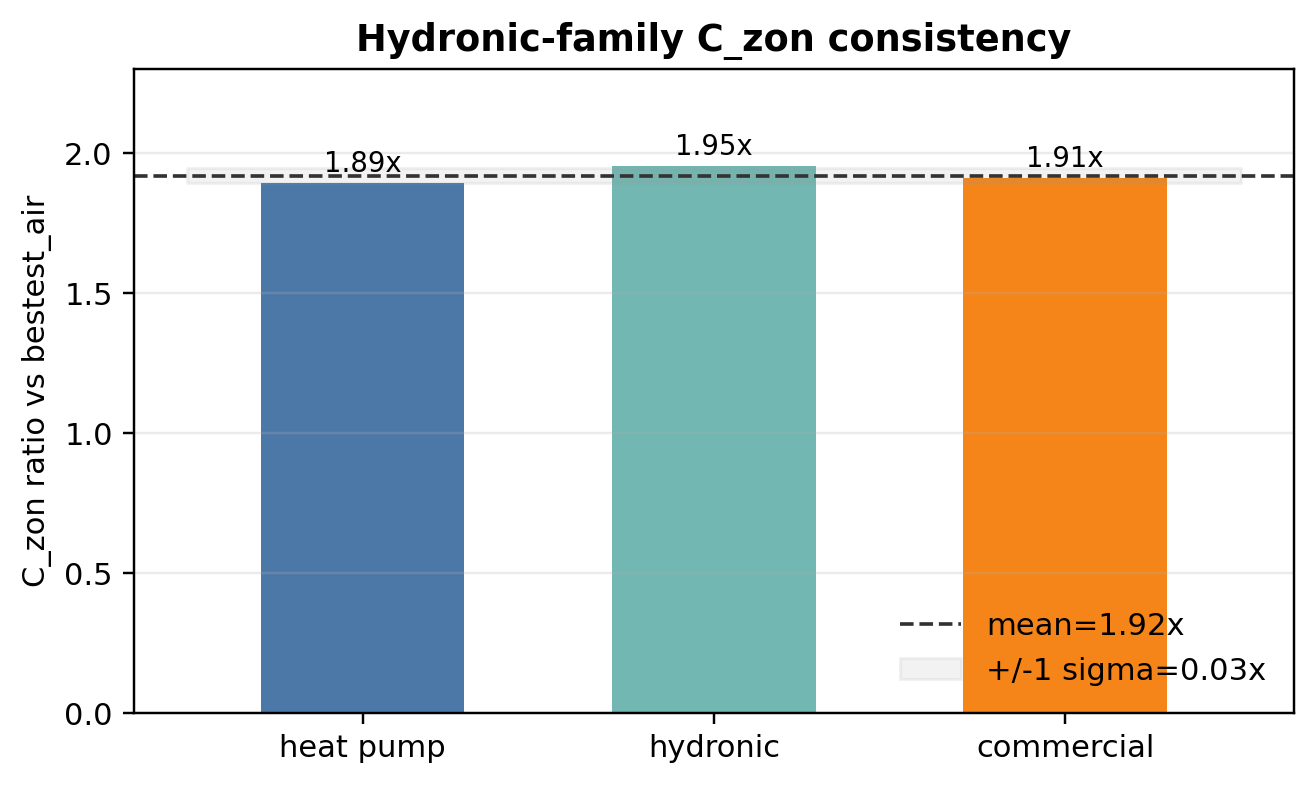 Hydronic-family C_zon consistency
C_zon ratio vs bestest_air
2.0
1.5
1.0
0.5
0.0
1.89x
1.95x
1.91x
mean=1.92x
+/-1 sigma=0.03x
heat pump
hydronic
commercial